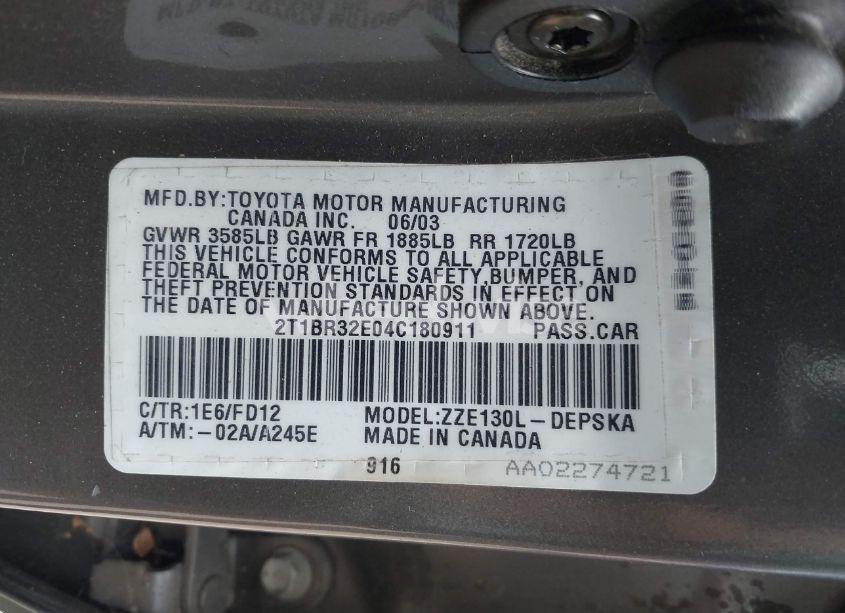 MFD.BY:TOYOTA MOTOR MANUFACTURING
CANADA INC. 06/03
GVWR 3585LB GAWR FR 1885LB RR 1720LB
THIS VEHICLE CONFORMS TO ALL APPLICABLE
FEDERAL MOTOR VEHICLE SAFETY,BUMPER, AND
THEFT PREVENTION STANDARDS IN EFFECT ON
THE DATE OF MANUFACTURE SHOWN ABOVE.
2T1BR32E04C180911 PASS.CAR
C/TR:1E6/FD12 MODEL:ZZE130L-DEPSKA
A/TM:-02A/A245E MADE IN CANADA
916 AA02274721